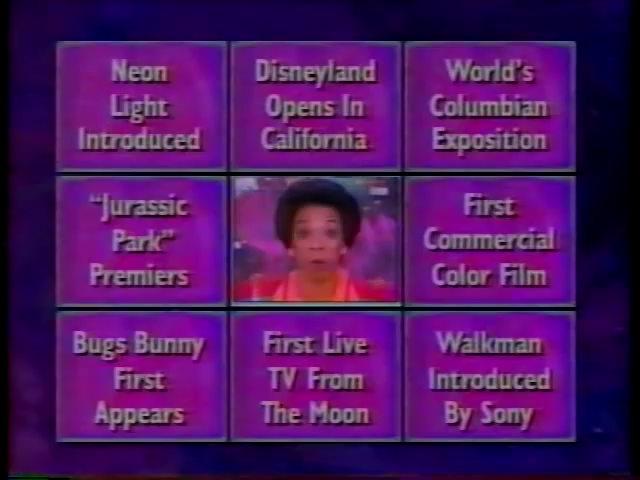 Neon
Light
Introduced
Disneyland
Opens In
California
World's
Columbian
Exposition
"Jurassic
Park"
Premiers
First
Commercial
Color Film
Bugs Bunny
First
Appears
First Live
TV From
The Moon
Walkman
Introduced
By Sony